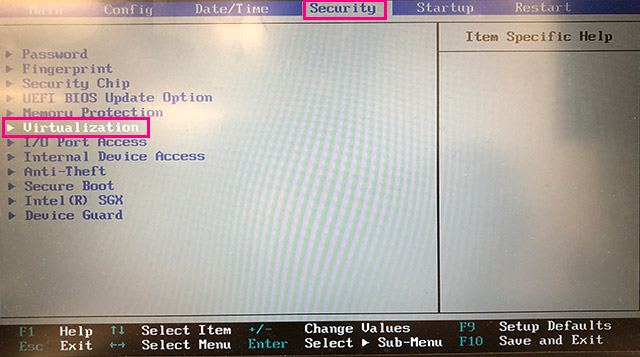 Main Config Date/Time Security Startup Restart
Item Specific Help
▶ Password
▶ Fingerprint
▶ Security Chip
▶ UEFI BIOS Update Option
▶ Memory Protection
▶ Virtualization
▶ I/O Port Access
▶ Internal Device Access
▶ Anti-Theft
▶ Secure Boot
▶ Intel(R) SGX
▶ Device Guard
F1 Help ↑↓ Select Item +/- Change Values F9 Setup Defaults
Esc Exit ↔ Select Menu Enter Select ▶ Sub-Menu F10 Save and Exit